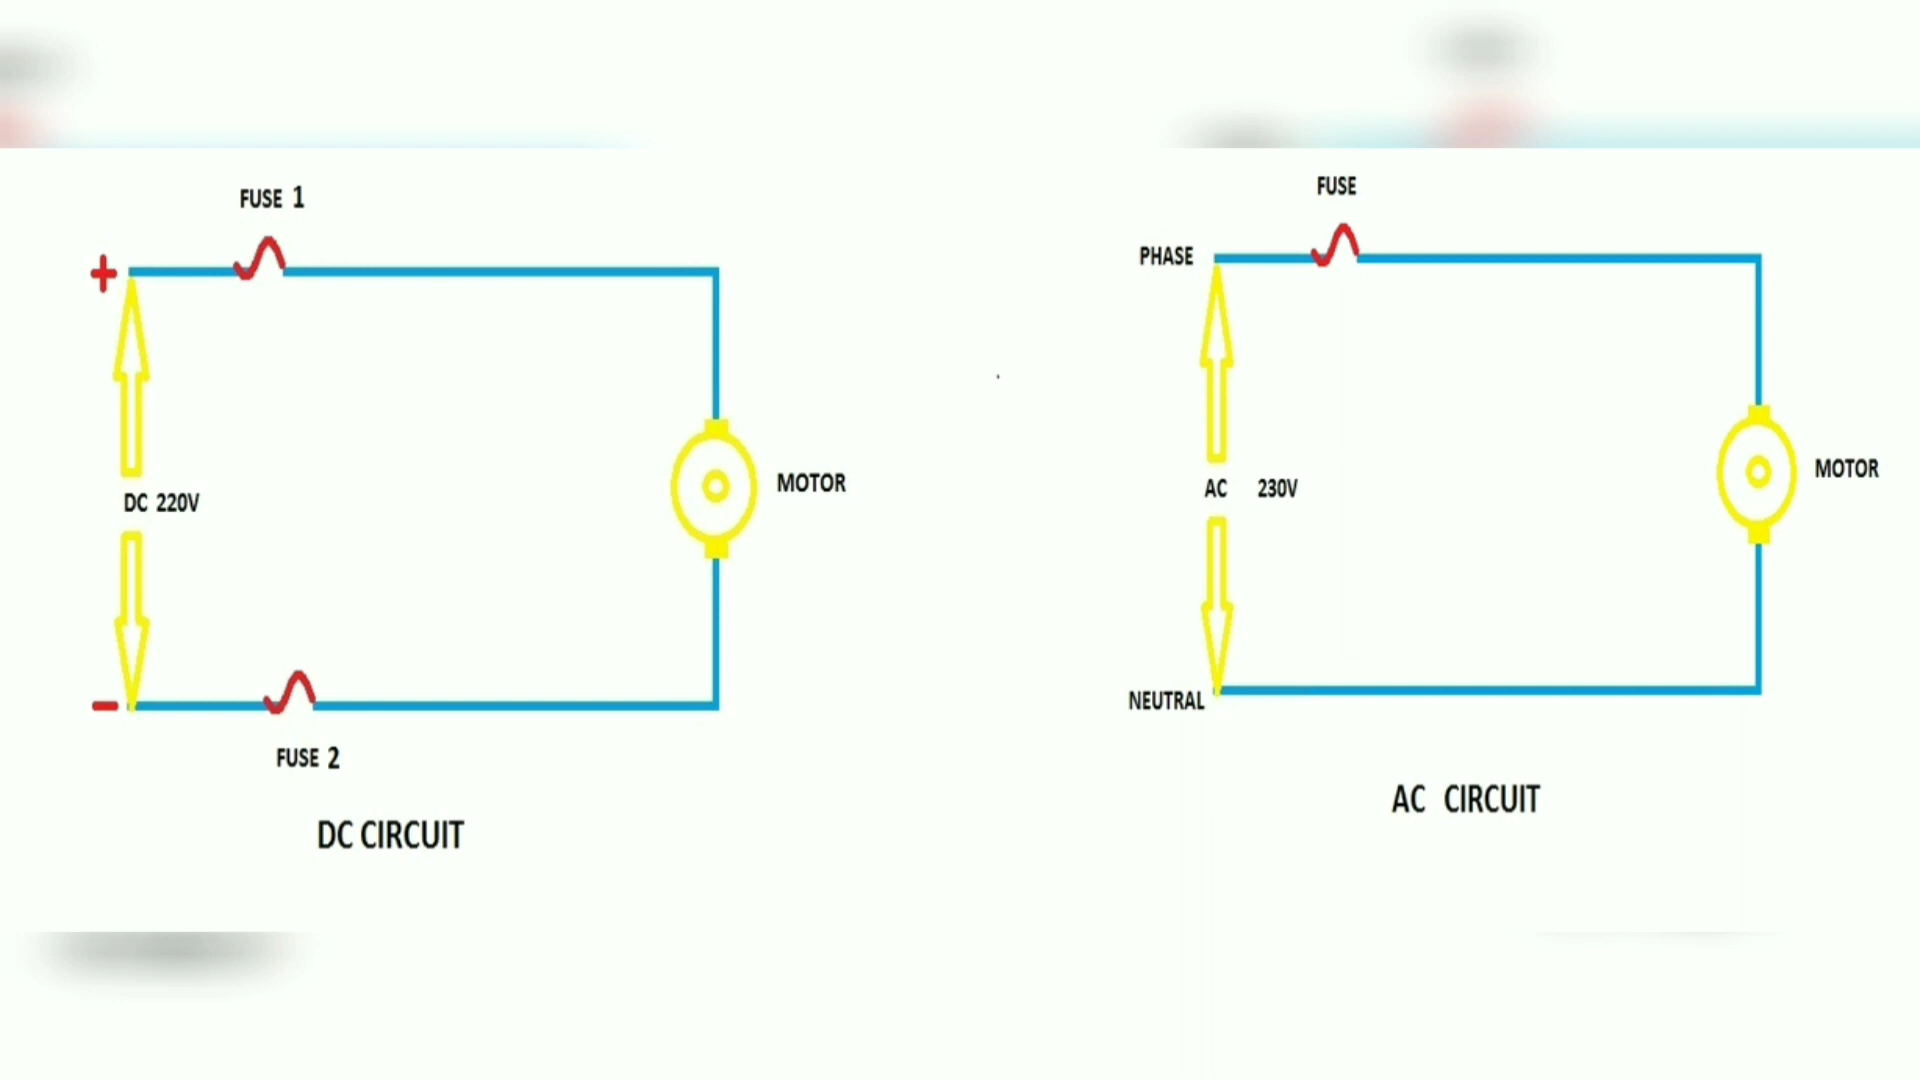 FUSE 1
+
DC 220V
MOTOR
-
FUSE 2
DC CIRCUIT
FUSE
PHASE
AC 230V
MOTOR
NEUTRAL
AC CIRCUIT